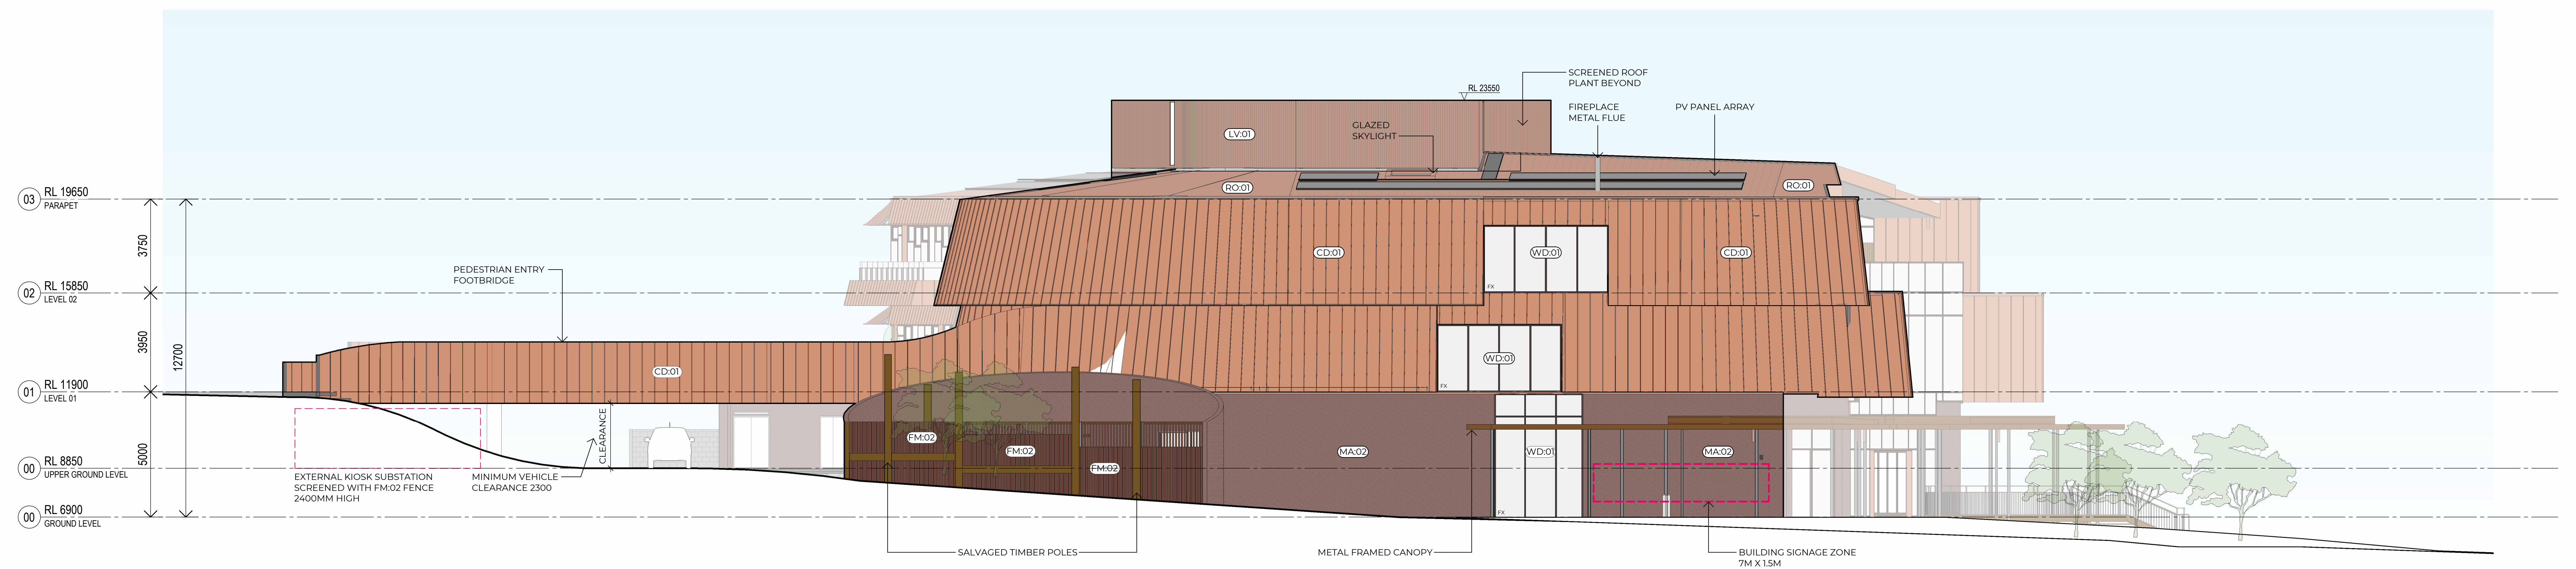 SCREENED ROOF
PLANT BEYOND
RL 23550
FIREPLACE
METAL FLUE
PV PANEL ARRAY
GLAZED
SKYLIGHT
LV:01
RO:01
RO:01
03
RL 19650
PARAPET
3750
CD:01
WD:01
CD:01
FX
PEDESTRIAN ENTRY
FOOTBRIDGE
02
RL 15850
LEVEL 02
3950
12700
WD:01
FX
CD:01
01
RL 11900
LEVEL 01
CLEARANCE
5000
FM:02
FM:02
FM:02
MA:02
WD:01
MA:02
FX
00
RL 8850
UPPER GROUND LEVEL
EXTERNAL KIOSK SUBSTATION
SCREENED WITH FM:02 FENCE
2400MM HIGH
MINIMUM VEHICLE
CLEARANCE 2300
00
RL 6900
GROUND LEVEL
SALVAGED TIMBER POLES
METAL FRAMED CANOPY
BUILDING SIGNAGE ZONE
7M X 1.5M